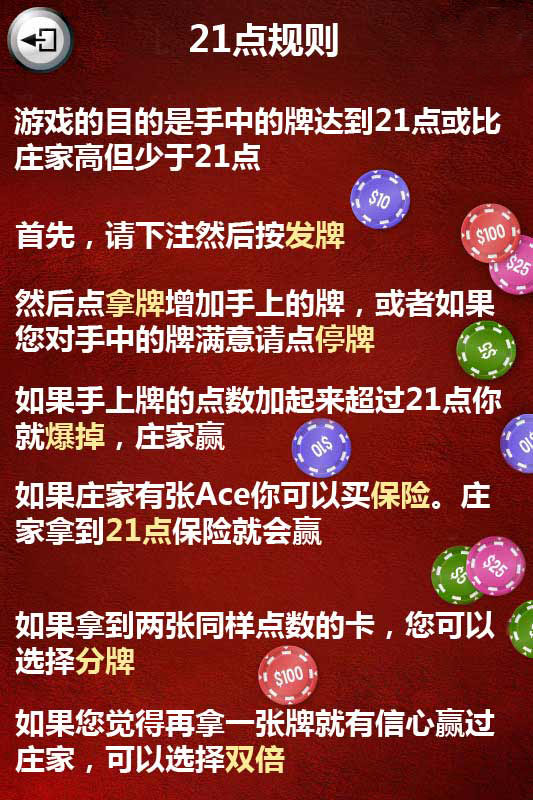 21点规则
游戏的目的是手中的牌达到21点或比
庄家高但少于21点
$10
首先，请下注然后按发牌
$100
$25
然后点拿牌增加手上的牌，或者如果
您对手中的牌满意请点停牌
$5
如果手上牌的点数加起来超过21点你
就爆掉，庄家赢
$10
$10
如果庄家有张Ace你可以买保险。庄
家拿到21点保险就会赢
$5
$25
如果拿到两张同样点数的卡，您可以
选择分牌
$100
如果您觉得再拿一张牌就有信心赢过
庄家，可以选择双倍